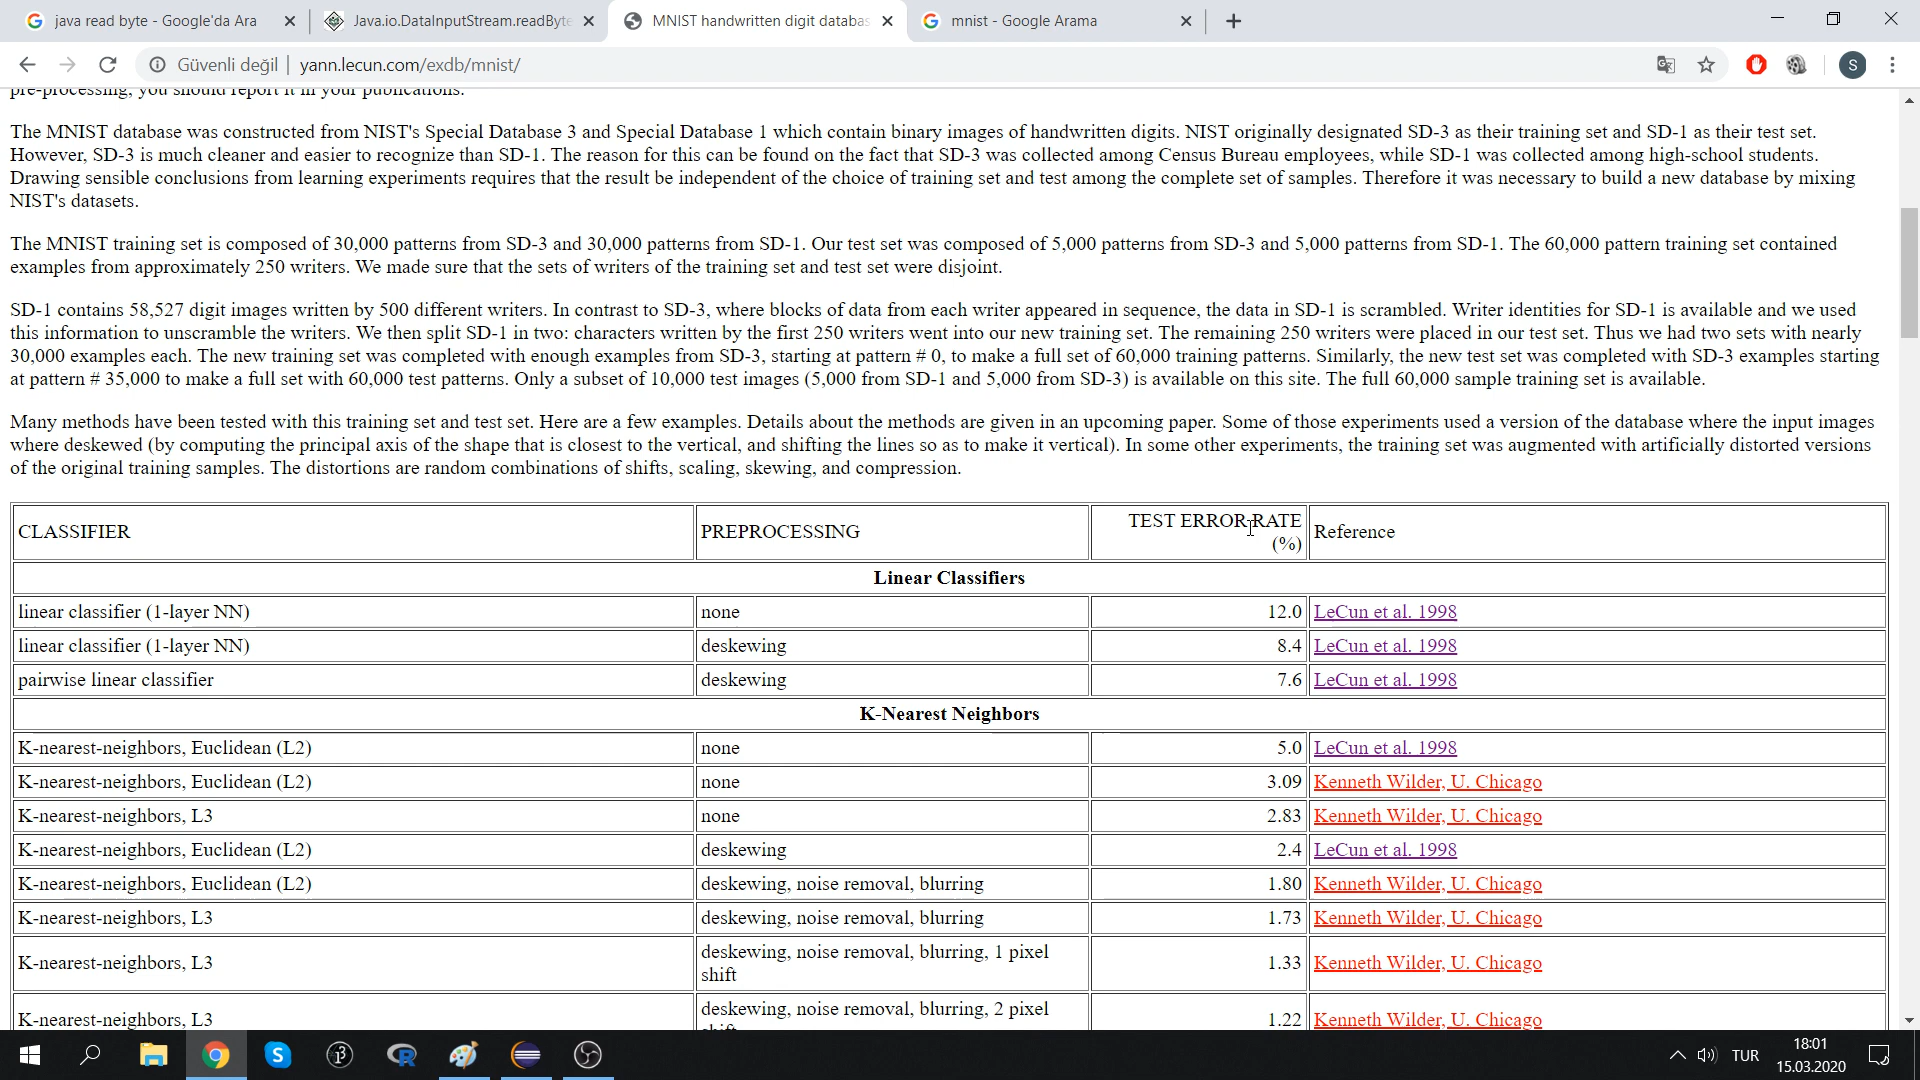 java read byte - Google'da Ara
Java.io.DataInputStream.readByte
MNIST handwritten digit databas
mnist - Google Arama
Güvenli değil | yann.lecun.com/exdb/mnist/
S
pre-processing, you should report it in your publications.
The MNIST database was constructed from NIST's Special Database 3 and Special Database 1 which contain binary images of handwritten digits. NIST originally designated SD-3 as their training set and SD-1 as their test set.
However, SD-3 is much cleaner and easier to recognize than SD-1. The reason for this can be found on the fact that SD-3 was collected among Census Bureau employees, while SD-1 was collected among high-school students.
Drawing sensible conclusions from learning experiments requires that the result be independent of the choice of training set and test among the complete set of samples. Therefore it was necessary to build a new database by mixing
NIST's datasets.
The MNIST training set is composed of 30,000 patterns from SD-3 and 30,000 patterns from SD-1. Our test set was composed of 5,000 patterns from SD-3 and 5,000 patterns from SD-1. The 60,000 pattern training set contained
examples from approximately 250 writers. We made sure that the sets of writers of the training set and test set were disjoint.
SD-1 contains 58,527 digit images written by 500 different writers. In contrast to SD-3, where blocks of data from each writer appeared in sequence, the data in SD-1 is scrambled. Writer identities for SD-1 is available and we used
this information to unscramble the writers. We then split SD-1 in two: characters written by the first 250 writers went into our new training set. The remaining 250 writers were placed in our test set. Thus we had two sets with nearly
30,000 examples each. The new training set was completed with enough examples from SD-3, starting at pattern # 0, to make a full set of 60,000 training patterns. Similarly, the new test set was completed with SD-3 examples starting
at pattern # 35,000 to make a full set with 60,000 test patterns. Only a subset of 10,000 test images (5,000 from SD-1 and 5,000 from SD-3) is available on this site. The full 60,000 sample training set is available.
Many methods have been tested with this training set and test set. Here are a few examples. Details about the methods are given in an upcoming paper. Some of those experiments used a version of the database where the input images
where deskewed (by computing the principal axis of the shape that is closest to the vertical, and shifting the lines so as to make it vertical). In some other experiments, the training set was augmented with artificially distorted versions
of the original training samples. The distortions are random combinations of shifts, scaling, skewing, and compression.
CLASSIFIER PREPROCESSING TEST ERROR RATE (%) Reference
Linear Classifiers
linear classifier (1-layer NN) none 12.0 LeCun et al. 1998
linear classifier (1-layer NN) deskewing 8.4 LeCun et al. 1998
pairwise linear classifier deskewing 7.6 LeCun et al. 1998
K-Nearest Neighbors
K-nearest-neighbors, Euclidean (L2) none 5.0 LeCun et al. 1998
K-nearest-neighbors, Euclidean (L2) none 3.09 Kenneth Wilder, U. Chicago
K-nearest-neighbors, L3 none 2.83 Kenneth Wilder, U. Chicago
K-nearest-neighbors, Euclidean (L2) deskewing 2.4 LeCun et al. 1998
K-nearest-neighbors, Euclidean (L2) deskewing, noise removal, blurring 1.80 Kenneth Wilder, U. Chicago
K-nearest-neighbors, L3 deskewing, noise removal, blurring 1.73 Kenneth Wilder, U. Chicago
K-nearest-neighbors, L3 deskewing, noise removal, blurring, 1 pixel shift 1.33 Kenneth Wilder, U. Chicago
K-nearest-neighbors, L3 deskewing, noise removal, blurring, 2 pixel shift 1.22 Kenneth Wilder, U. Chicago
TUR
18:01
15.03.2020